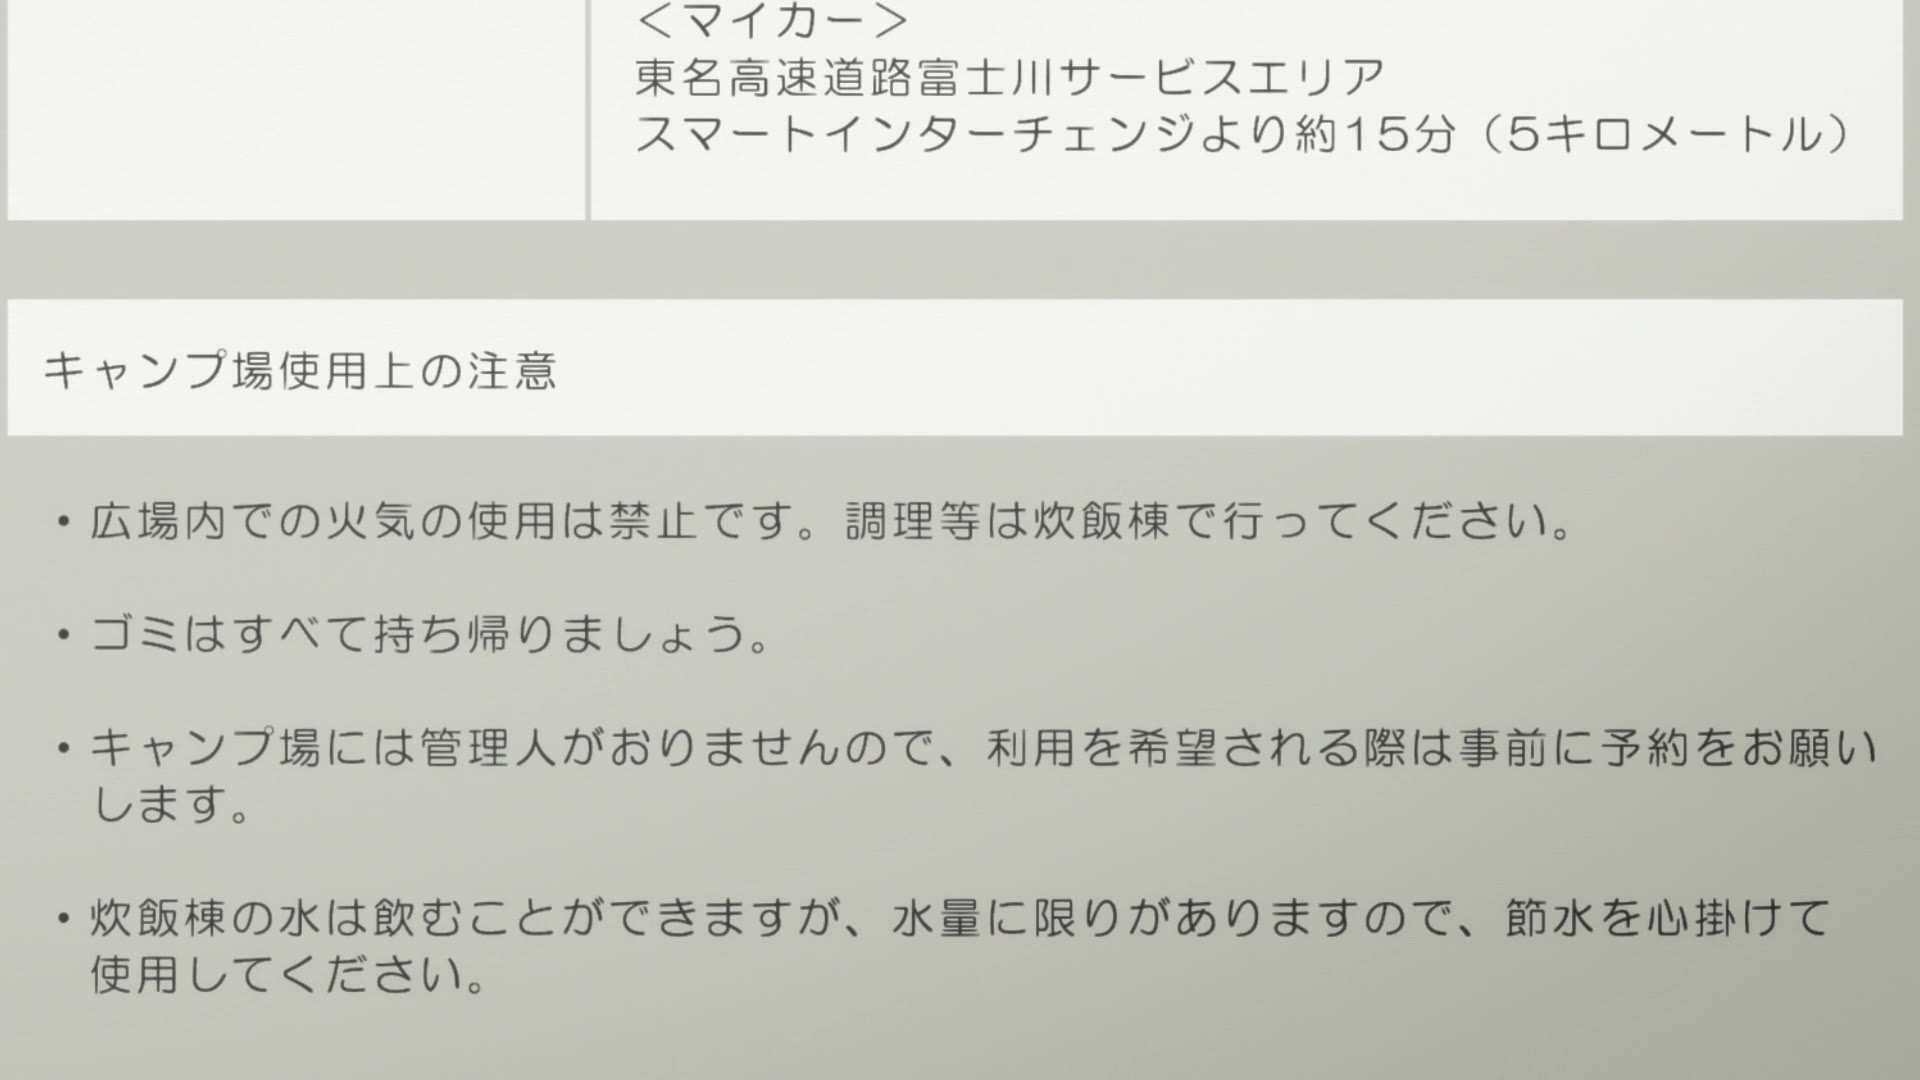 ＜マイカー＞
東名高速道路富士川サービスエリア
スマートインターチェンジより約15分（5キロメートル）
キャンプ場使用上の注意
・広場内での火気の使用は禁止です。調理等は炊飯棟で行ってください。
・ゴミはすべて持ち帰りましょう。
・キャンプ場には管理人がおりませんので、利用を希望される際は事前に予約をお願い
します。
・炊飯棟の水は飲むことができますが、水量に限りがありますので、節水を心掛けて
使用してください。